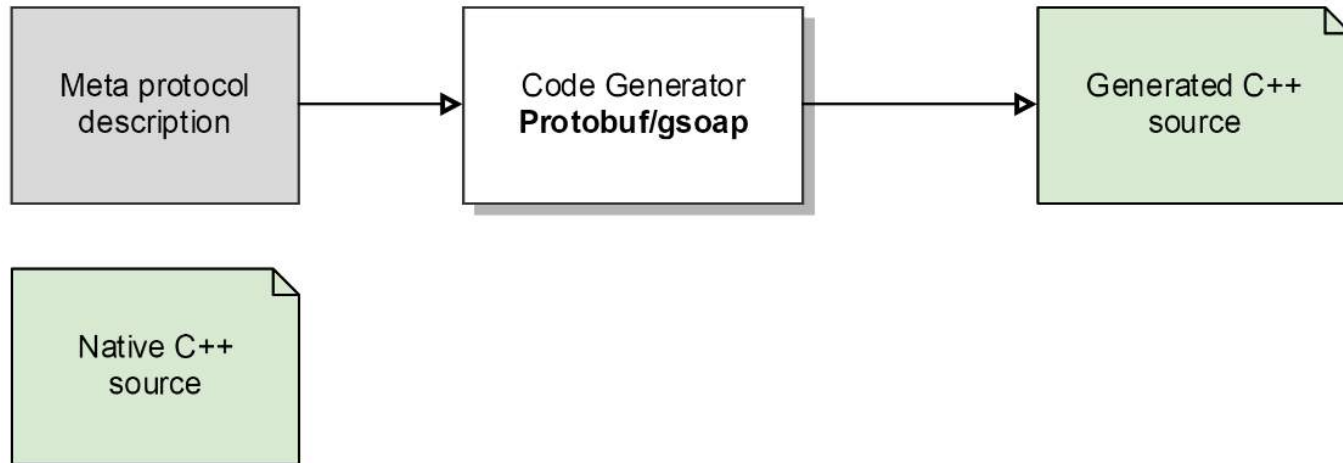 Meta protocol
description
Code Generator
Protobuf/gsoap
Generated C++
source
Native C++
source